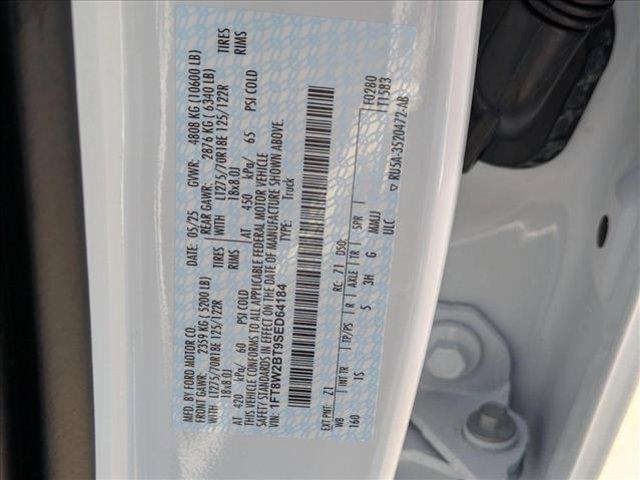 MFD. BY FORD MOTOR CO.
DATE: 05/25 GVWR: 4808 KG (10600 LB)
FRONT GAWR: 2359 KG ( 5200 LB) REAR GAWR: 2876 KG ( 6340 LB)
WITH LT275/70R18E 125/122R TIRES WITH LT275/70R18E 125/122R TIRES
18x8.0J RIMS 18x8.0J RIMS
AT 420 kPa/ 60 PSI COLD AT 450 kPa/ 65 PSI COLD
THIS VEHICLE CONFORMS TO ALL APPLICABLE FEDERAL MOTOR VEHICLE
SAFETY STANDARDS IN EFFECT ON THE DATE OF MANUFACTURE SHOWN ABOVE.
VIN: 1FT8W2BT9SED64184 TYPE: Truck
F0280
T1583
EXT PNT: Z1 RC: 71 DSO:
WB INT TR TP/PS R AXLE TR SPR
160 IS 5 3H G MAUJ
ULC
▽ RU5A-3520472-AB